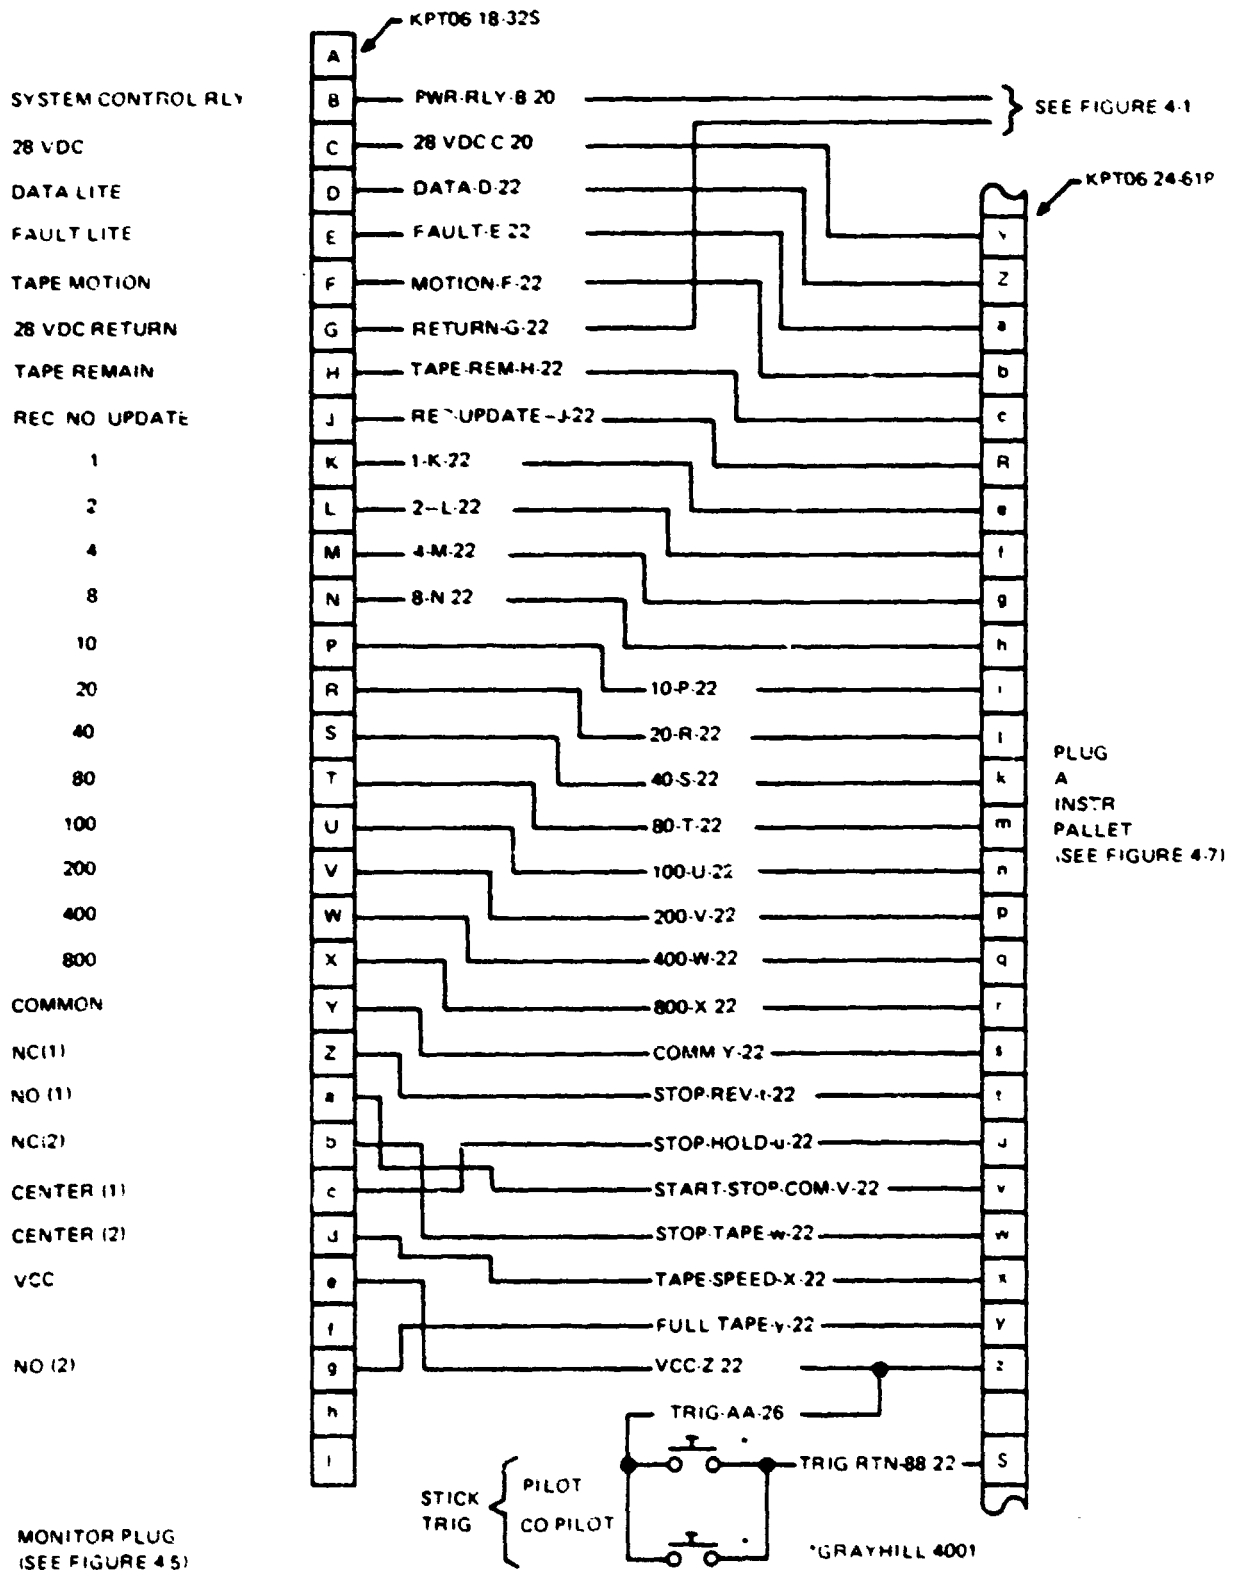 KPT06 18-32S
A
SYSTEM CONTROL RLY B PWR-RLY-B 20 SEE FIGURE 4-1
28 VDC C 28 VDC C 20
KPT06 24-61P
DATA LITE D DATA-D-22
FAULT LITE E FAULT-E 22
TAPE MOTION F MOTION-F-22 Z
28 VDC RETURN G RETURN-G-22 a
TAPE REMAIN H TAPE-REM-H-22 b
REC NO UPDATE J UPDATE-J-22 c
1 K 1-K-22 R
2 L 2-L-22 e
4 M 4-M-22 f
8 N 8-N 22 g
10 P h
20 R 10-P-22 i
40 S 20-R-22
80 T 40-S-22 k
100 U 80-T-22 m
200 V 100-U-22 n
400 W 200-V-22 p
800 X 400-W-22 q
COMMON Y 800-X 22 r
NC(1) Z COMM Y-22 s
NO (1) a STOP-REV-t-22 t
NC(2) b STOP-HOLD-u-22
CENTER (1) c START-STOP-COM-V-22 v
CENTER (2) d STOP-TAPE-w-22 w
VCC e TAPE-SPEED-X-22 x
f FULL TAPE-y-22 y
NO (2) g VCC-Z 22 z
h TRIG-AA-26
TRIG RTN-88 22 S
PLUG
A
INSTR
PALLET
(SEE FIGURE 4-7)
STICK
TRIG
PILOT
CO PILOT
*GRAYHILL 4001
MONITOR PLUG
(SEE FIGURE 4 5)